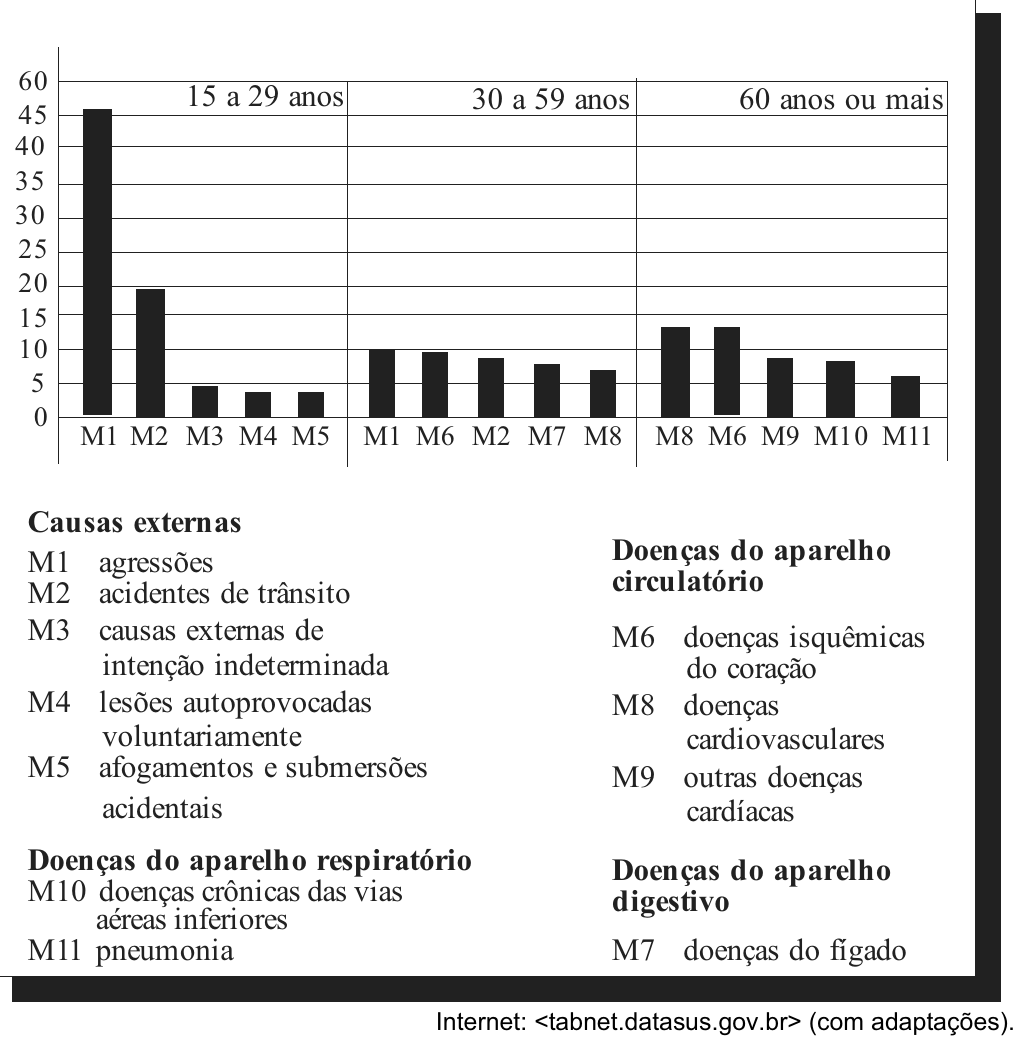 15 a 29 anos
30 a 59 anos
60 anos ou mais
60
45
40
35
30
25
20
15
10
5
0
M1 M2 M3 M4 M5
M1 M6 M2 M7 M8
M8 M6 M9 M10 M11
Causas externas
M1 agressões
M2 acidentes de trânsito
M3 causas externas de
intenção indeterminada
M4 lesões autoprovocadas
voluntariamente
M5 afogamentos e submersões
acidentais
Doenças do aparelho respiratório
M10 doenças crônicas das vias
aéreas inferiores
M11 pneumonia
Doenças do aparelho
circulatório
M6 doenças isquêmicas
do coração
M8 doenças
cardiovasculares
M9 outras doenças
cardíacas
Doenças do aparelho
digestivo
M7 doenças do fígado
Internet: <tabnet.datasus.gov.br> (com adaptações).